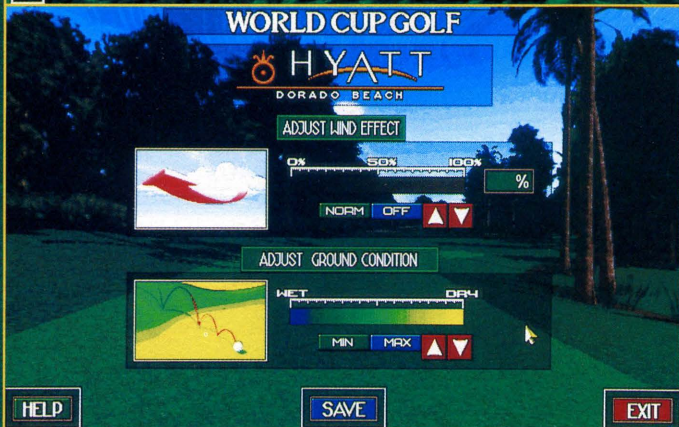 WORLD CUP GOLF
HYATT
DORADO BEACH
ADJUST WIND EFFECT
0% 50% 100%
%
NORM OFF
ADJUST GROUND CONDITION
WET DRY
MIN MAX
HELP SAVE EXIT